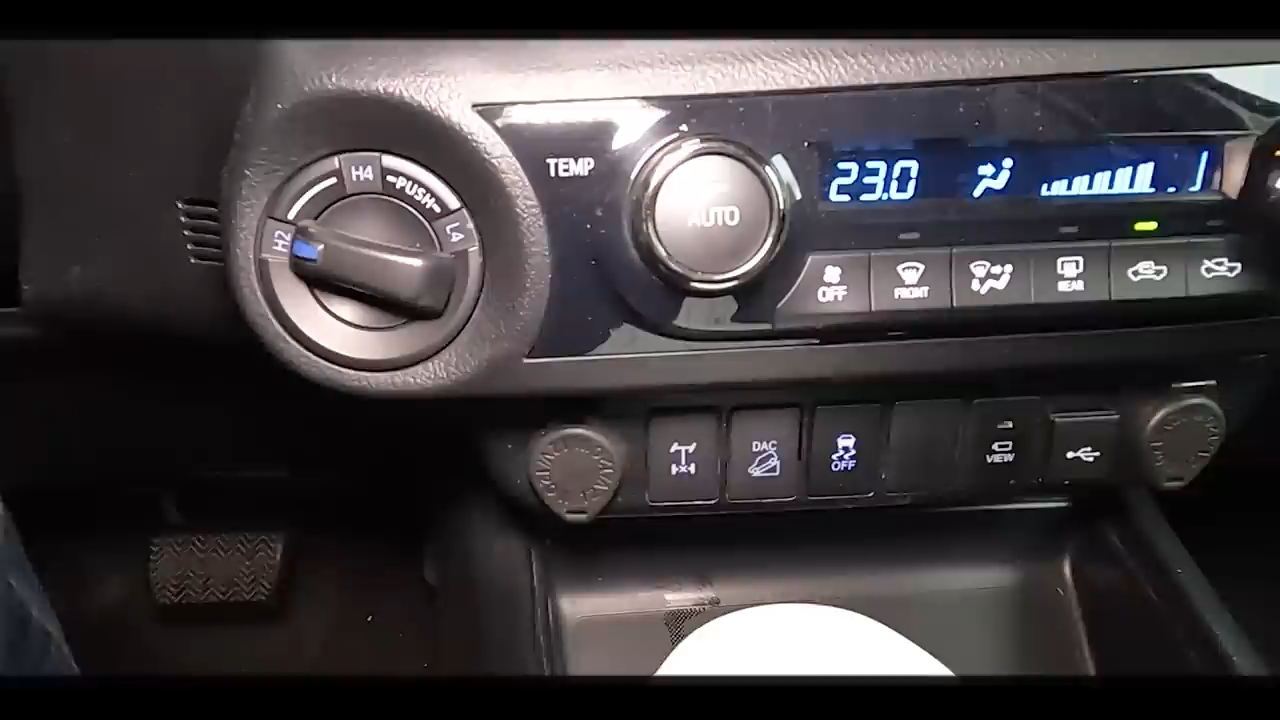 H4
-PUSH-
L4
H2
TEMP
AUTO
23.0
OFF
FRONT
REAR
DAC
OFF
VIEW